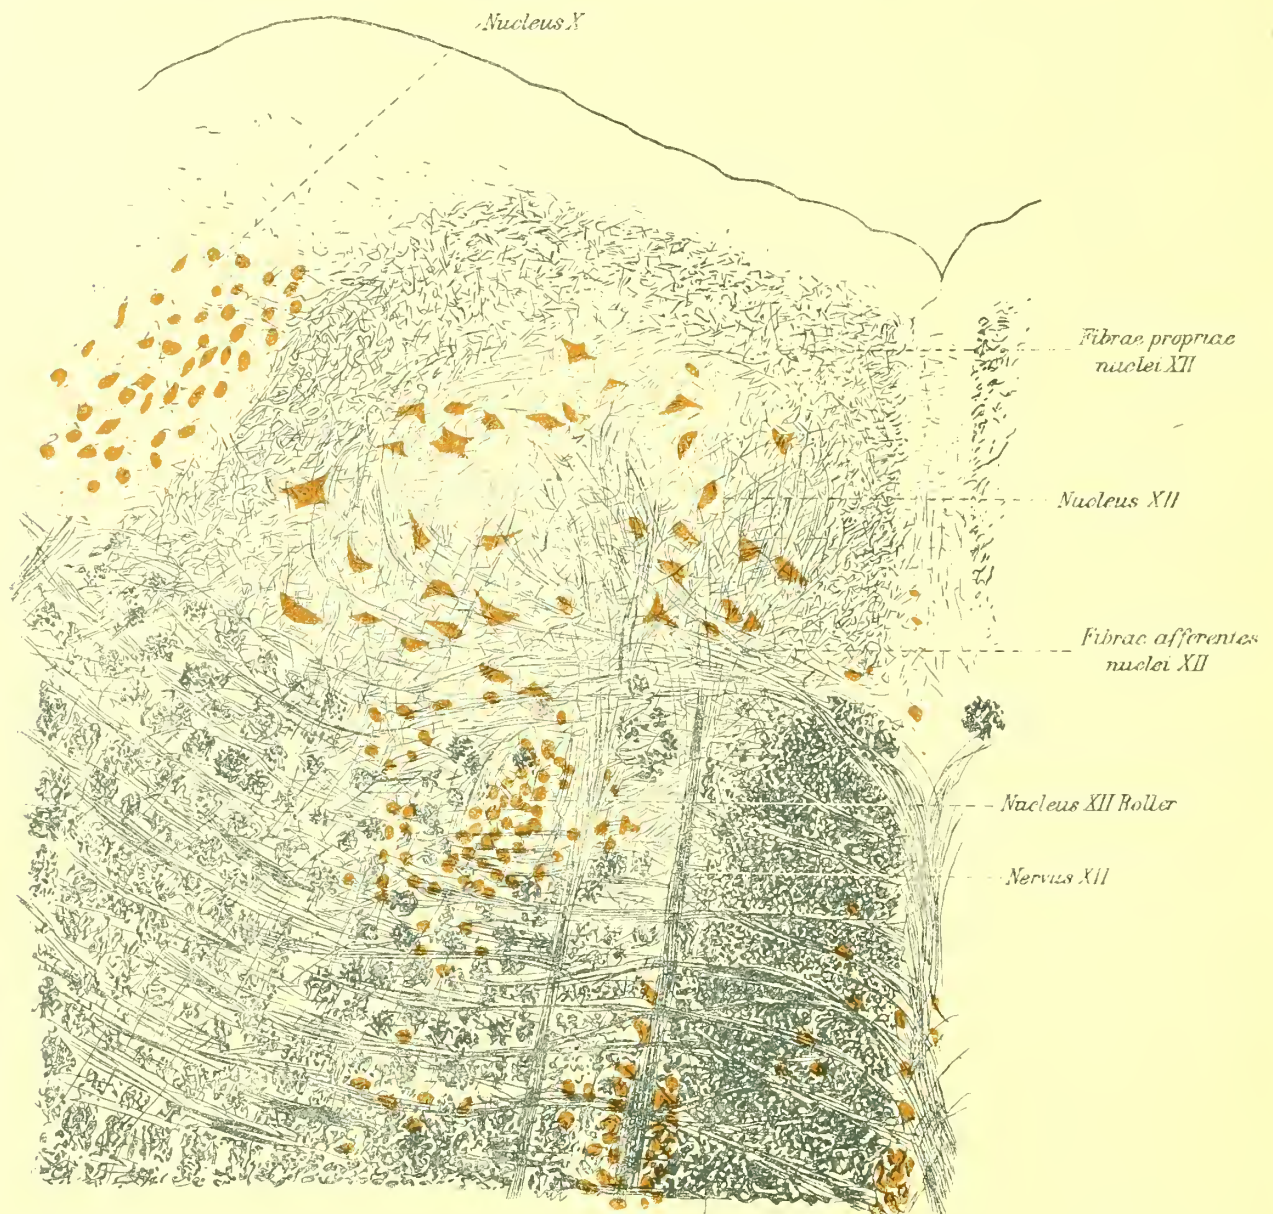 Nucleus X
Fibrae propriae
nuclei XII
Nucleus XII
Fibrae afferentes
nuclei XII
Nucleus XII Roller
Nervus XII